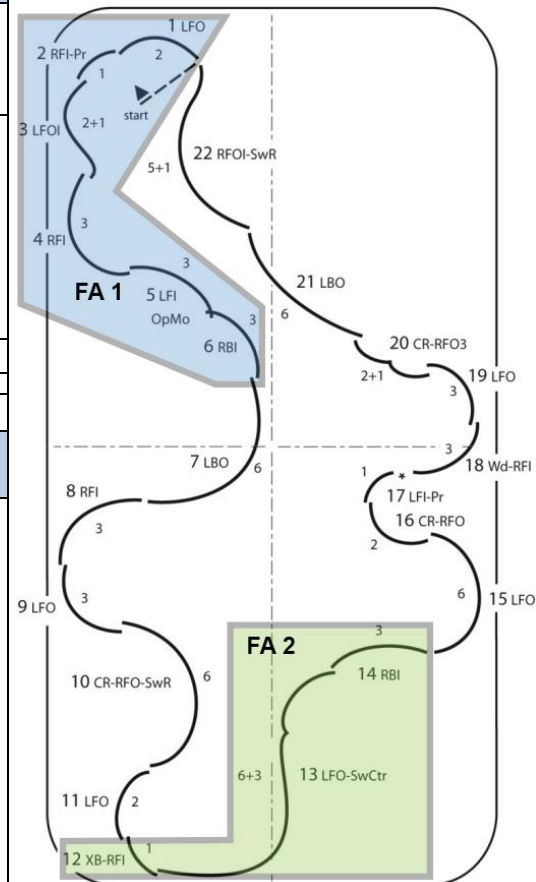 1 LFO
2 RFI-Pr
2
1
start
3 LFOI
2+1
22 RFOI-SwR
5+1
4 RFI
3
3
FA 1
5 LFI
OpMo
3
6 RBI
21 LBO
6
20 CR-RFO3
2+1
19 LFO
3
7 LBO
6
3
18 Wd-RFI
1
*
17 LFI-Pr
16 CR-RFO
2
8 RFI
3
9 LFO
3
6
15 LFO
10 CR-RFO-SwR
6
FA 2
3
14 RBI
6+3
13 LFO-SwCtr
11 LFO
2
12 XB-RFI
1